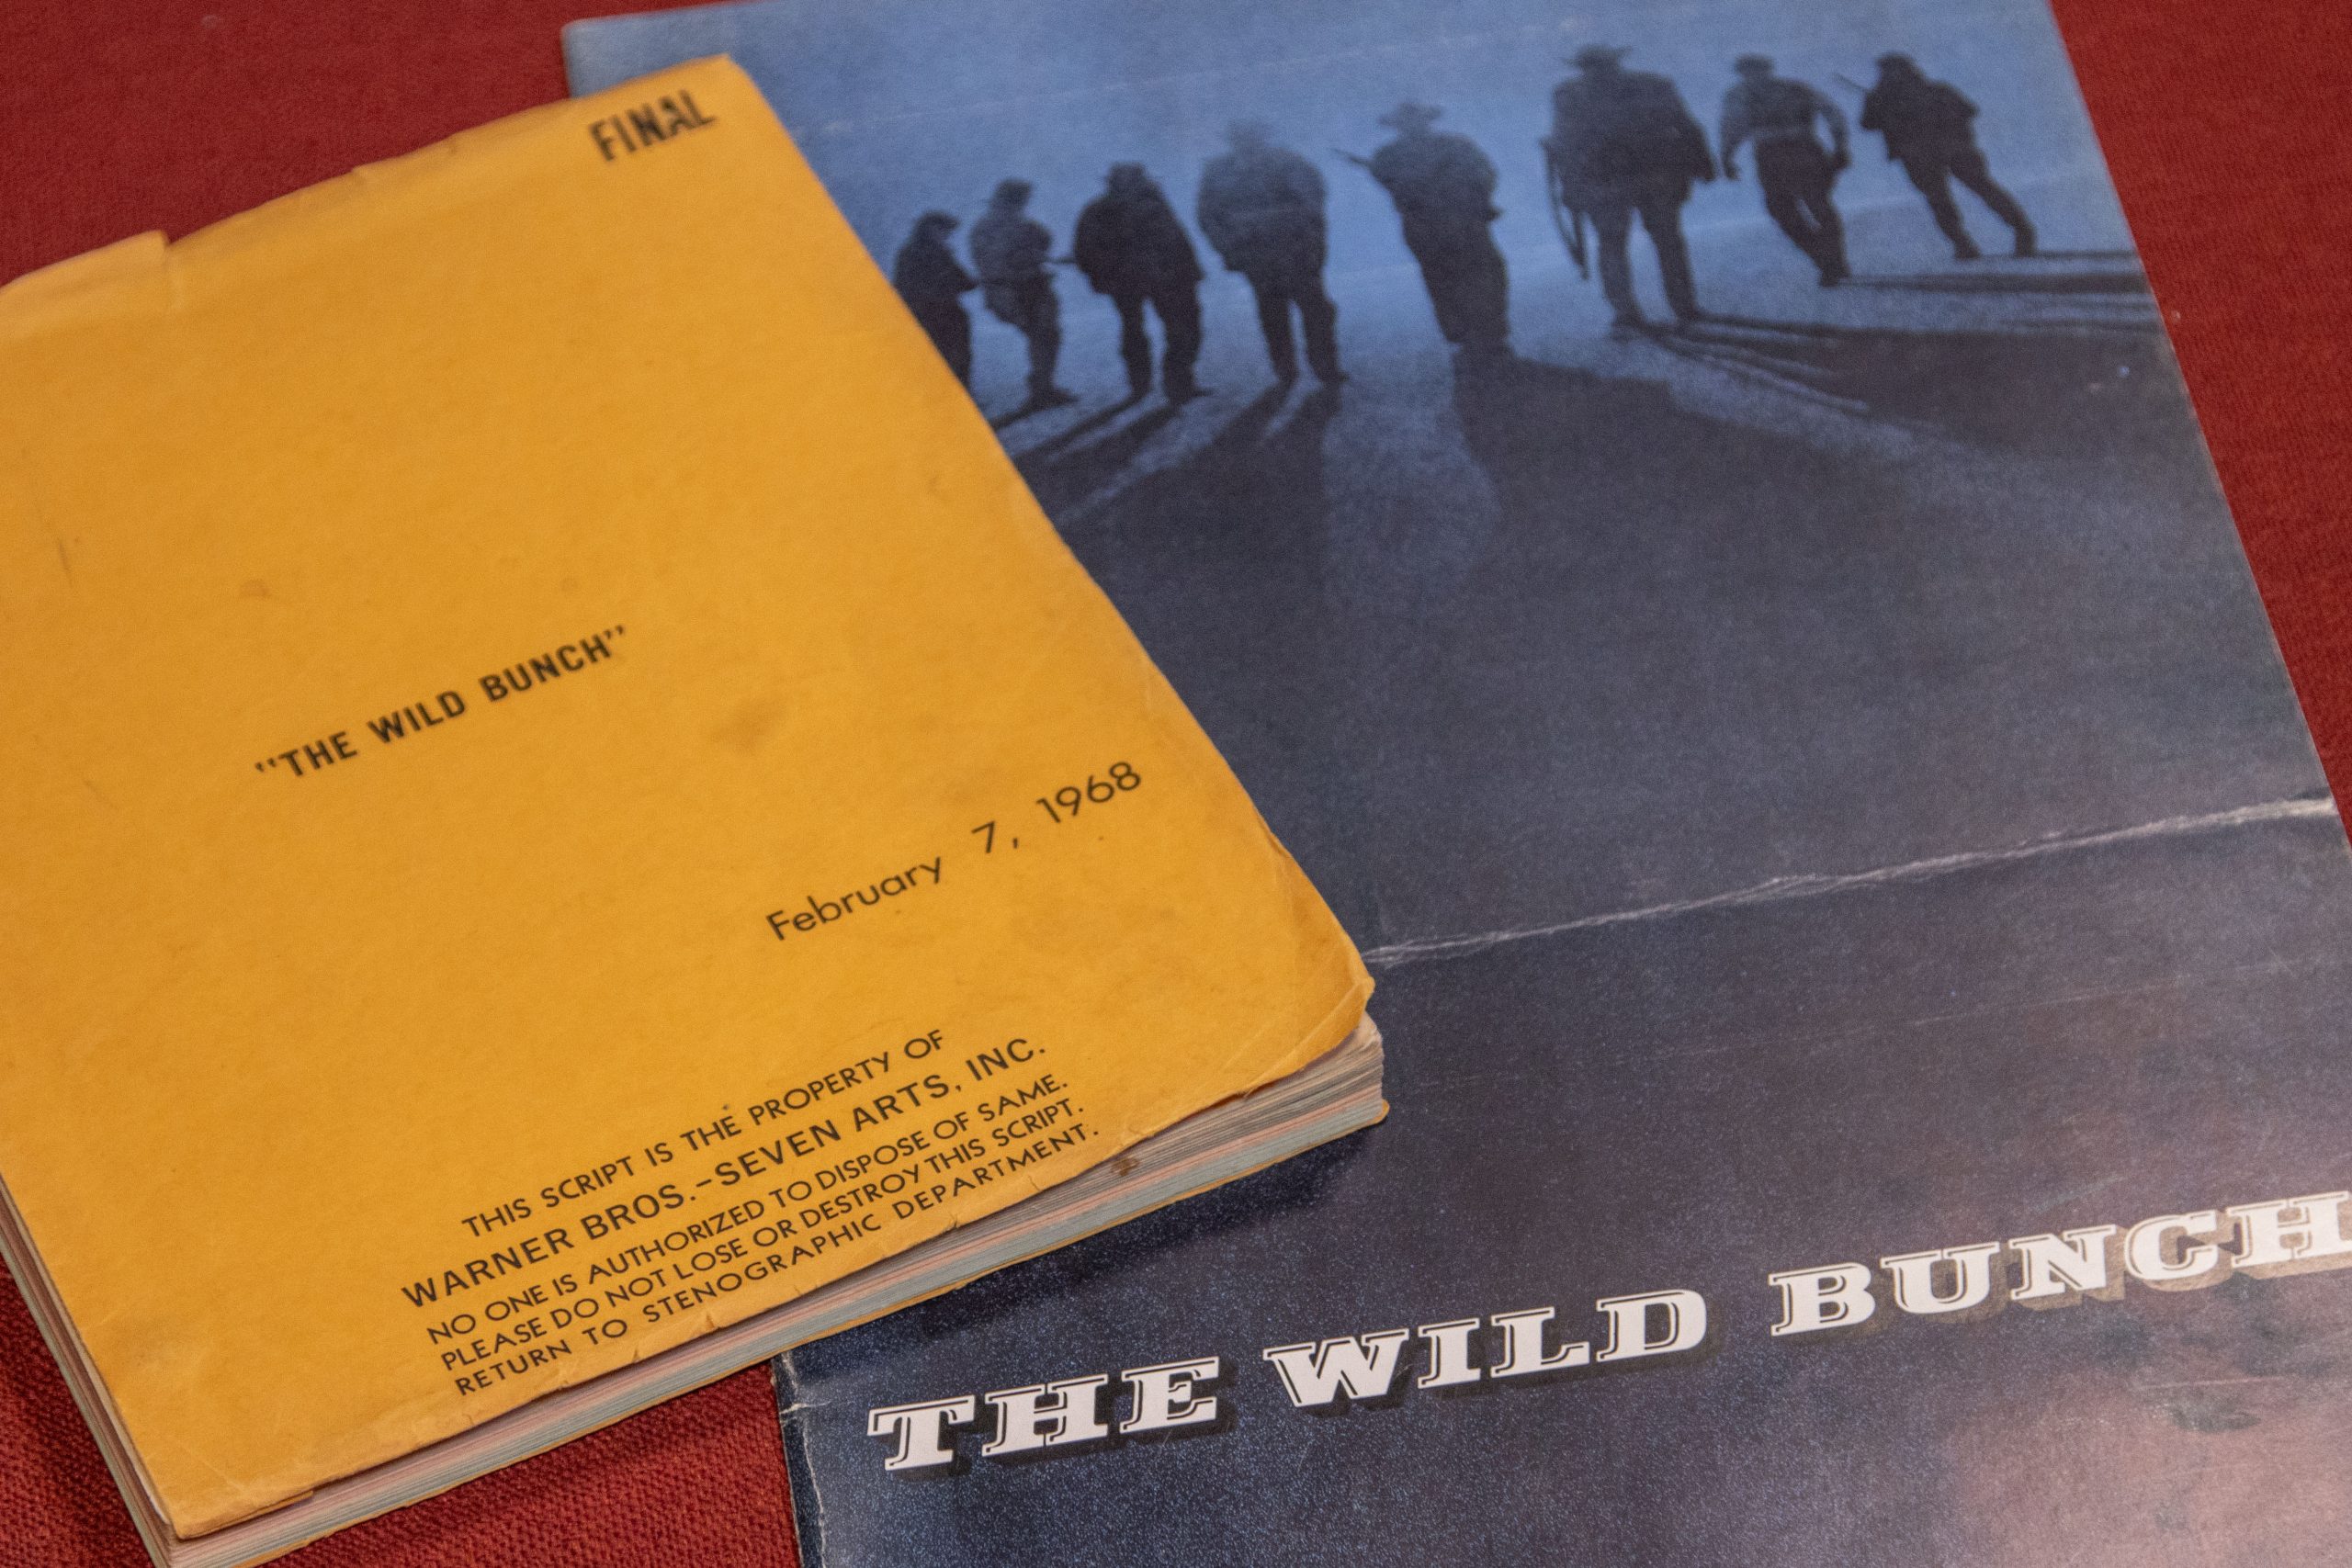 FINAL
"THE WILD BUNCH"
February 7, 1968
THIS SCRIPT IS THE PROPERTY OF
WARNER BROS.-SEVEN ARTS, INC.
NO ONE IS AUTHORIZED TO DISPOSE OF SAME.
PLEASE DO NOT LOSE OR DESTROY THIS SCRIPT.
RETURN TO STENOGRAPHIC DEPARTMENT.
THE WILD BUNCH